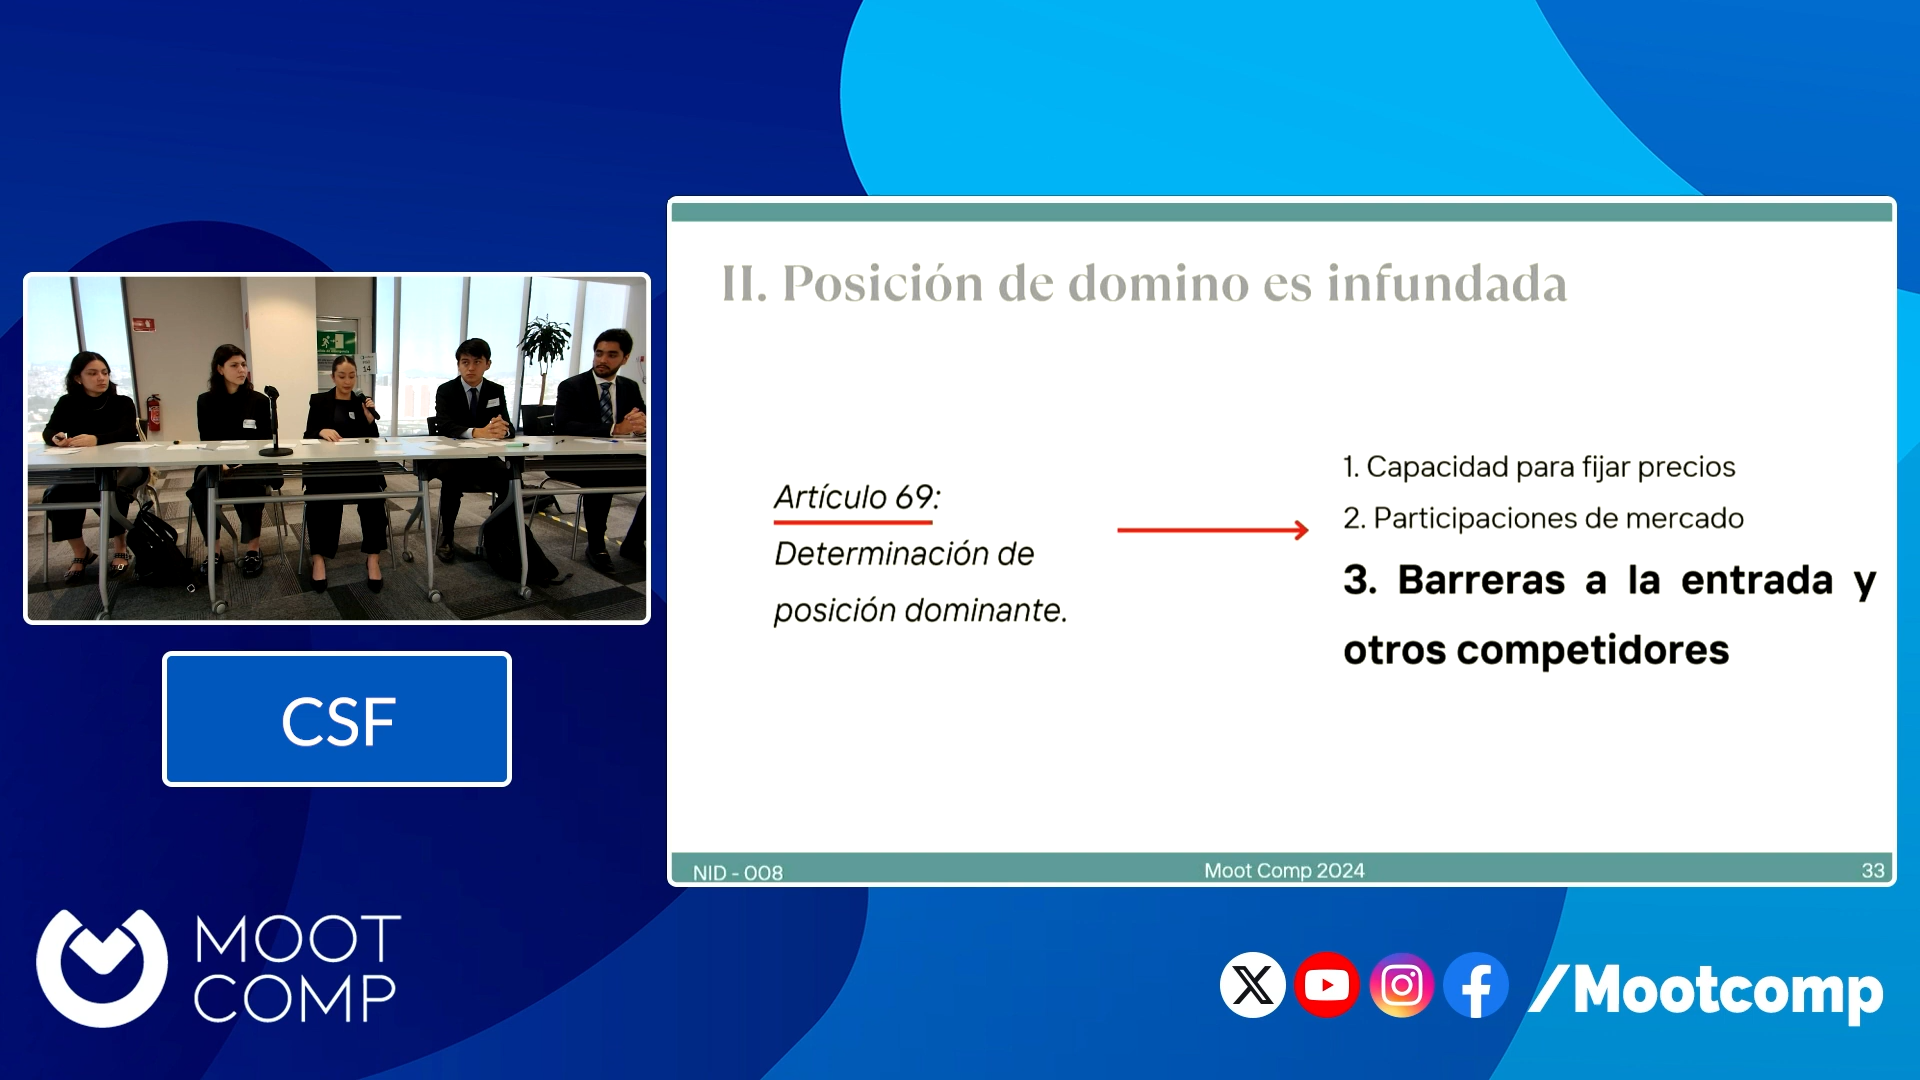 II. Posición de domino es infundada
Artículo 69:
Determinación de
posición dominante.
1. Capacidad para fijar precios
2. Participaciones de mercado
3. Barreras a la entrada y
otros competidores
NID - 008
Moot Comp 2024
33
14
CSF
MOOT
COMP
/Mootcomp